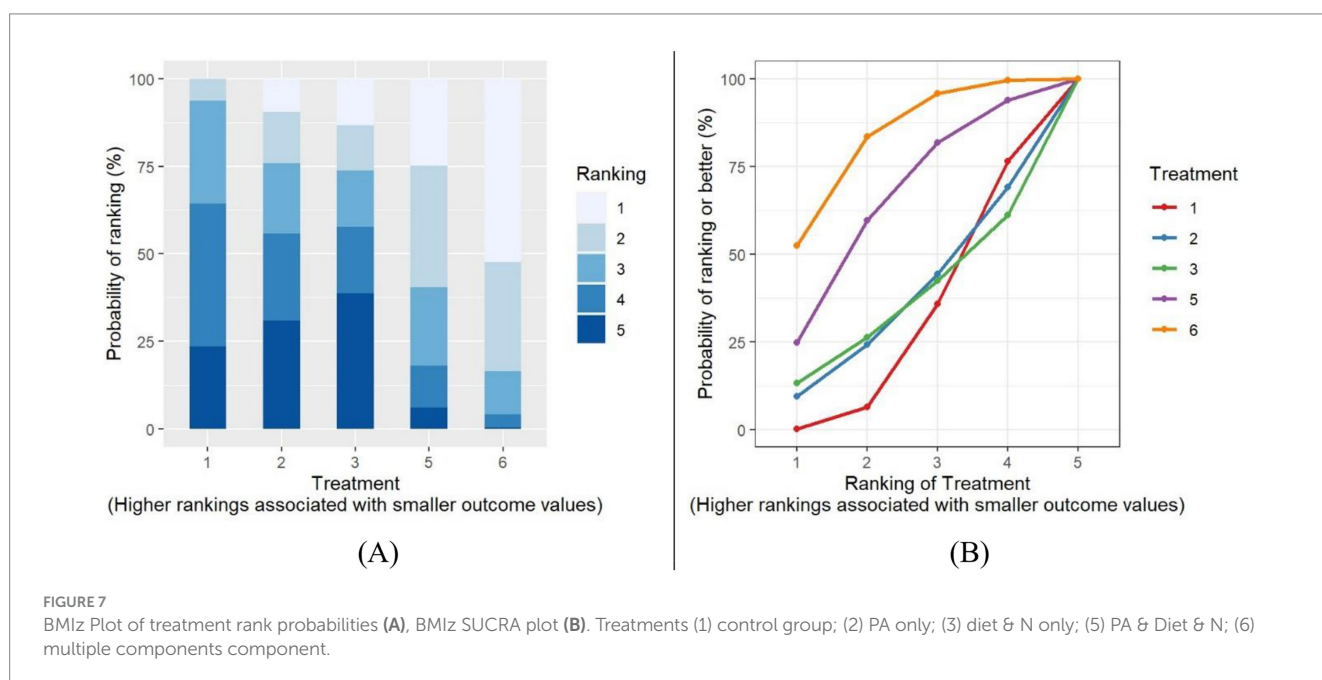 100
75
50
25
0
Probability of ranking (%)
1
2
3
5
6
Treatment
(Higher rankings associated with smaller outcome values)
Ranking
1
2
3
4
5
(A)
100
75
50
25
0
Probability of ranking or better (%)
1
2
3
4
5
Ranking of Treatment
(Higher rankings associated with smaller outcome values)
Treatment
1
2
3
5
6
(B)
FIGURE 7
BMIz Plot of treatment rank probabilities (A), BMIz SUCRA plot (B). Treatments (1) control group; (2) PA only; (3) diet & N only; (5) PA & Diet & N; (6)
multiple components component.